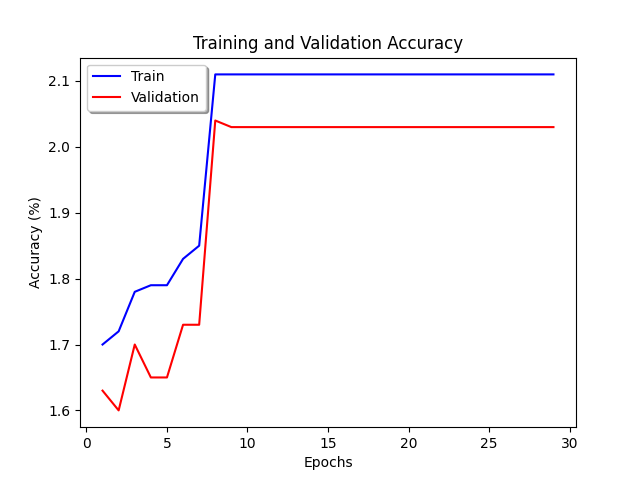 Training and Validation Accuracy
Train
Validation
2.1
2.0
1.9
1.8
1.7
1.6
Accuracy (%)
0 5 10 15 20 25 30
Epochs